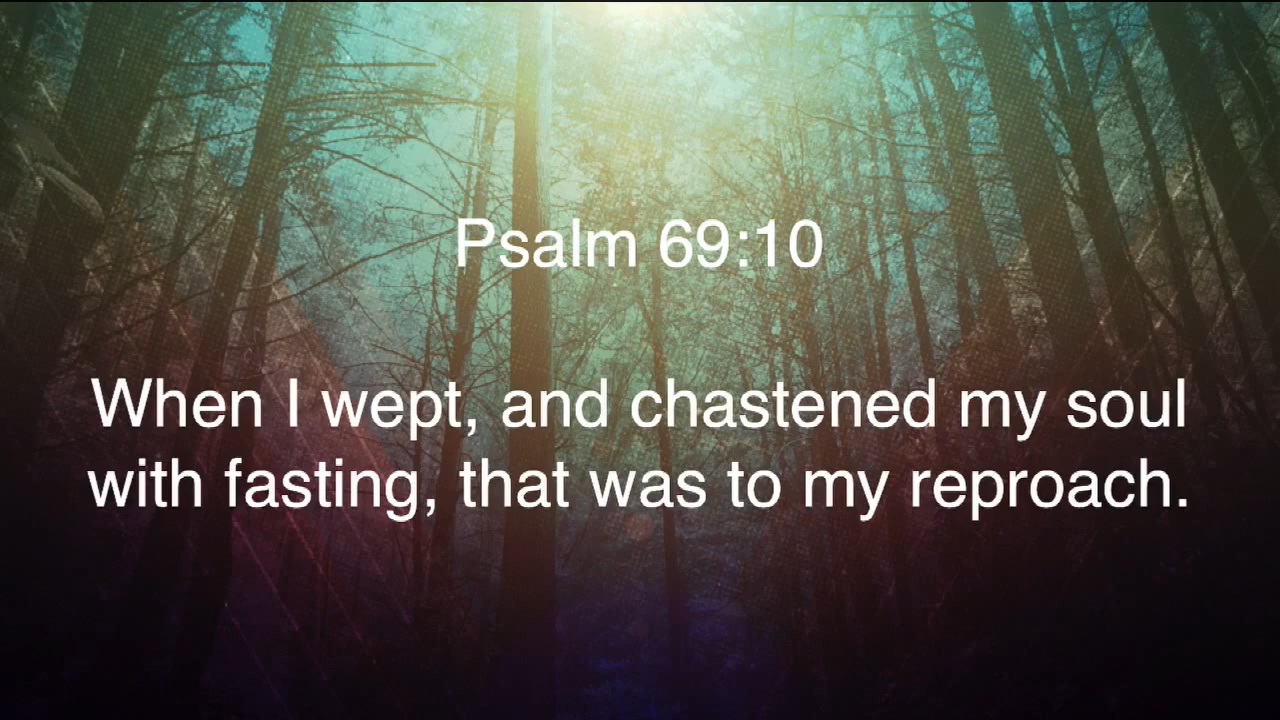 Psalm 69:10
When I wept, and chastened my soul
with fasting, that was to my reproach.